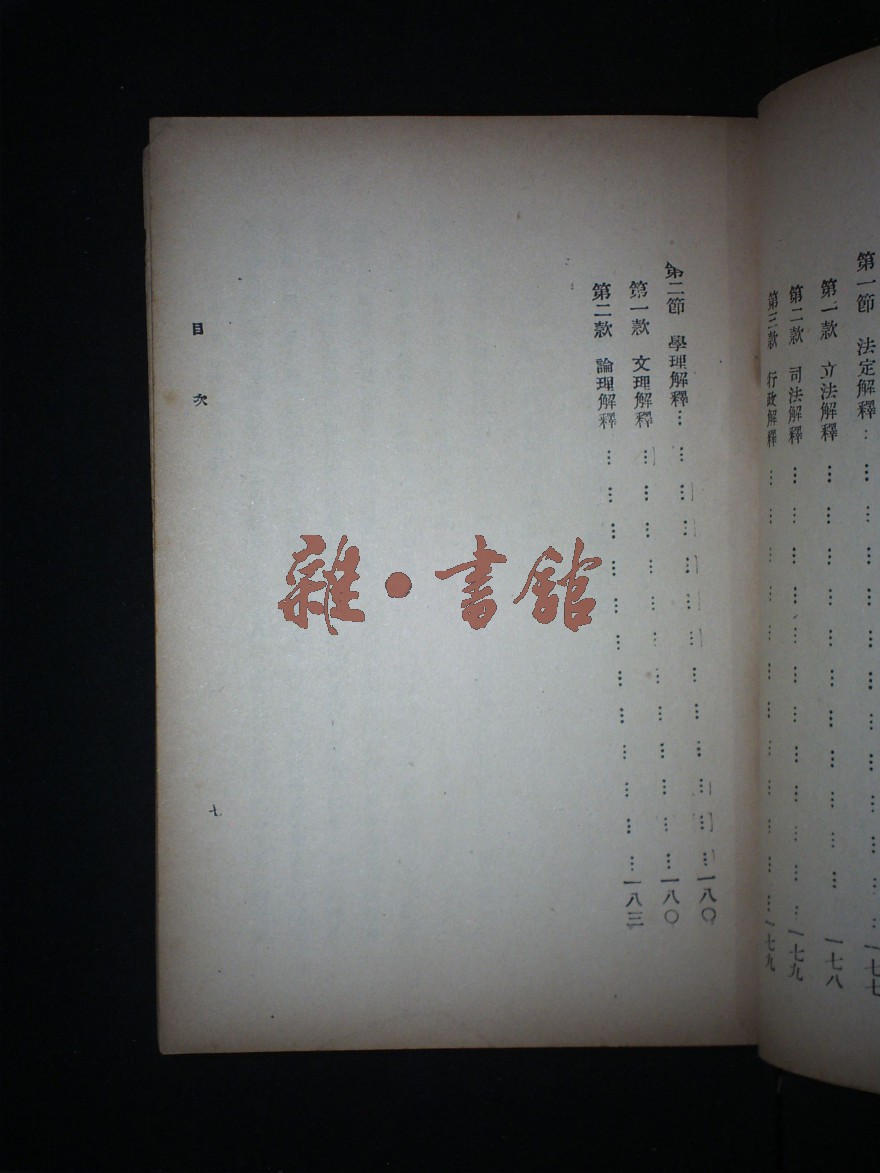 第一節　法定解釋……一七七
第一款　立法解釋……一七八
第二款　司法解釋……一七九
第三款　行政解釋……一七九
第二節　學理解釋……一八〇
第一款　文理解釋……一八〇
第二款　論理解釋……一八三
目次
七
雜·書館